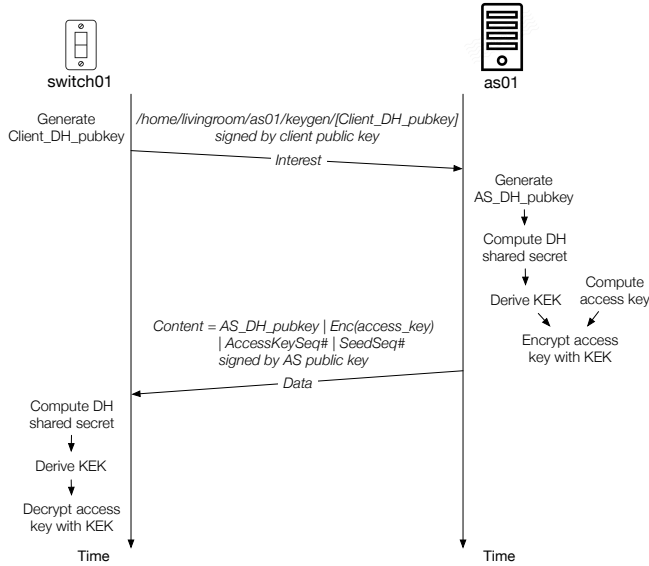 switch01
as01
Generate
Client_DH_pubkey
/home/livingroom/as01/keygen/[Client_DH_pubkey]
signed by client public key
Interest
Generate
AS_DH_pubkey
Compute DH
shared secret
Derive KEK
Compute
access key
Encrypt access
key with KEK
Content = AS_DH_pubkey | Enc(access_key)
| AccessKeySeq# | SeedSeq#
signed by AS public key
Data
Compute DH
shared secret
Derive KEK
Decrypt access
key with KEK
Time
Time